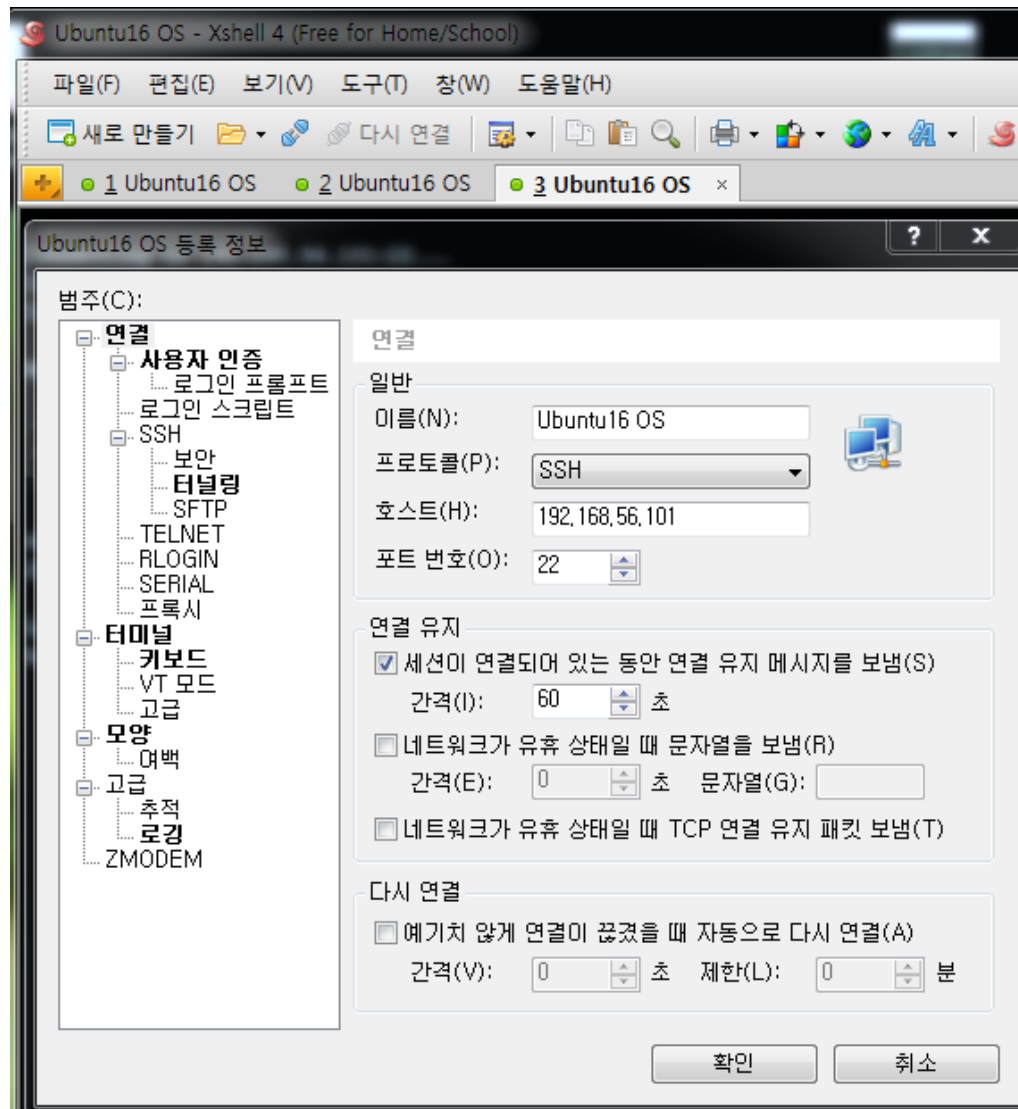 Ubuntu16 OS - Xshell 4 (Free for Home/School)
파일(F) 편집(E) 보기(V) 도구(T) 창(W) 도움말(H)
새로 만들기 다시 연결
1 Ubuntu16 OS 2 Ubuntu16 OS 3 Ubuntu16 OS ×
Ubuntu16 OS 등록 정보 ? x
범주(C):
연결
사용자 인증
로그인 프롬프트
로그인 스크립트
SSH
보안
터널링
SFTP
TELNET
RLOGIN
SERIAL
프록시
터미널
키보드
VT 모드
고급
모양
여백
고급
추적
로깅
ZMODEM
연결
일반
이름(N): Ubuntu16 OS
프로토콜(P): SSH
호스트(H): 192,168,56,101
포트 번호(O): 22
연결 유지
세션이 연결되어 있는 동안 연결 유지 메시지를 보냄(S)
간격(I): 60 초
네트워크가 유휴 상태일 때 문자열을 보냄(R)
간격(E): 0 초 문자열(G):
네트워크가 유휴 상태일 때 TCP 연결 유지 패킷 보냄(T)
다시 연결
예기치 않게 연결이 끊겼을 때 자동으로 다시 연결(A)
간격(V): 0 초 제한(L): 0 분
확인 취소